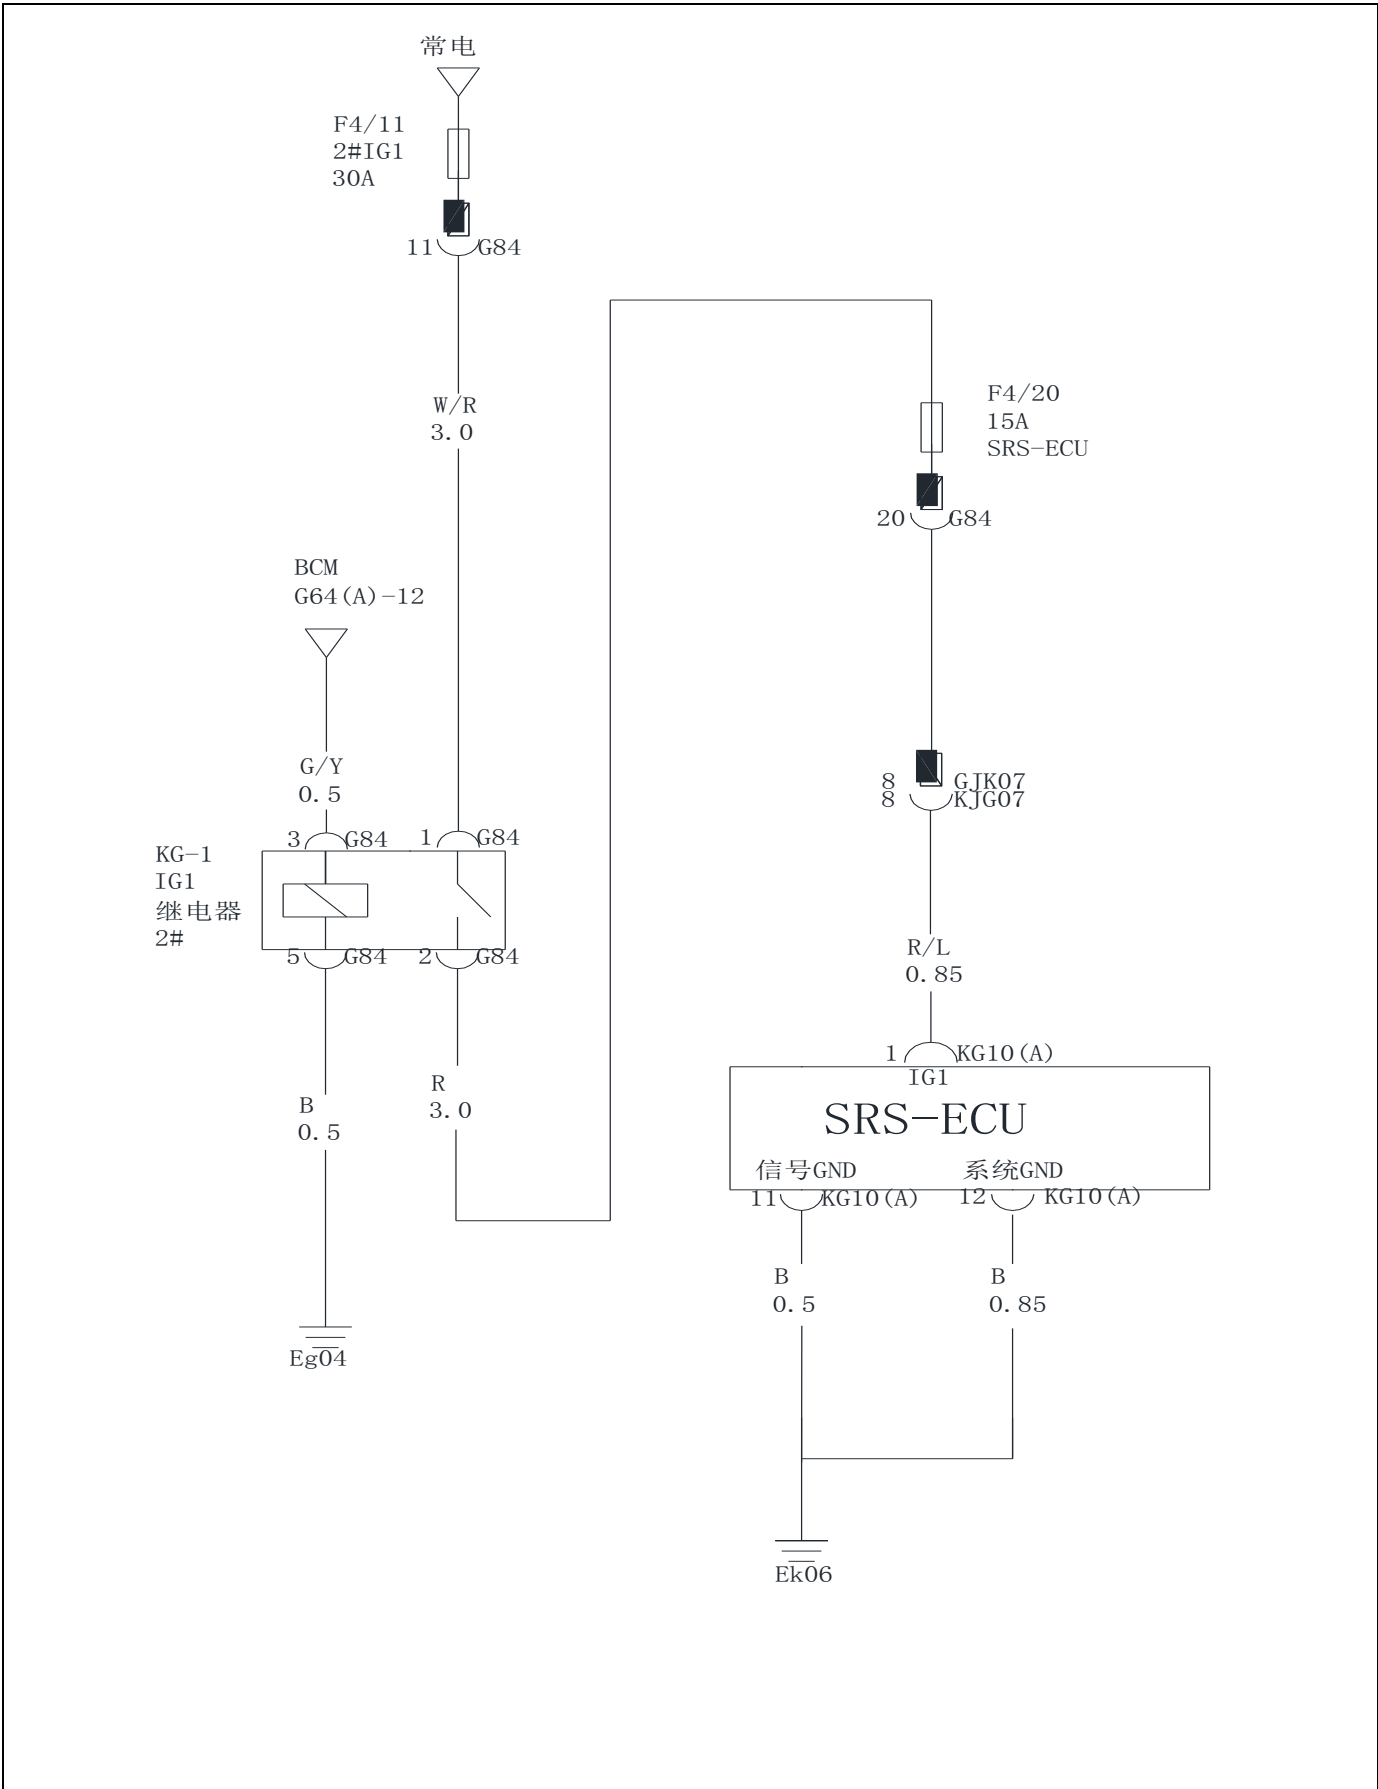 常电
F4/11
2#IG1
30A
11 G84
W/R
3.0
F4/20
15A
SRS-ECU
20 G84
BCM
G64(A)-12
G/Y
0.5
8 GJK07
8 KJG07
3 G84 1 G84
KG-1
IG1
继电器
2#
5 G84 2 G84
R/L
0.85
1 KG10(A)
IG1
SRS-ECU
R
3.0
B
0.5
信号GND 系统GND
11 KG10(A) 12 KG10(A)
B B
0.5 0.85
Eg04
Ek06